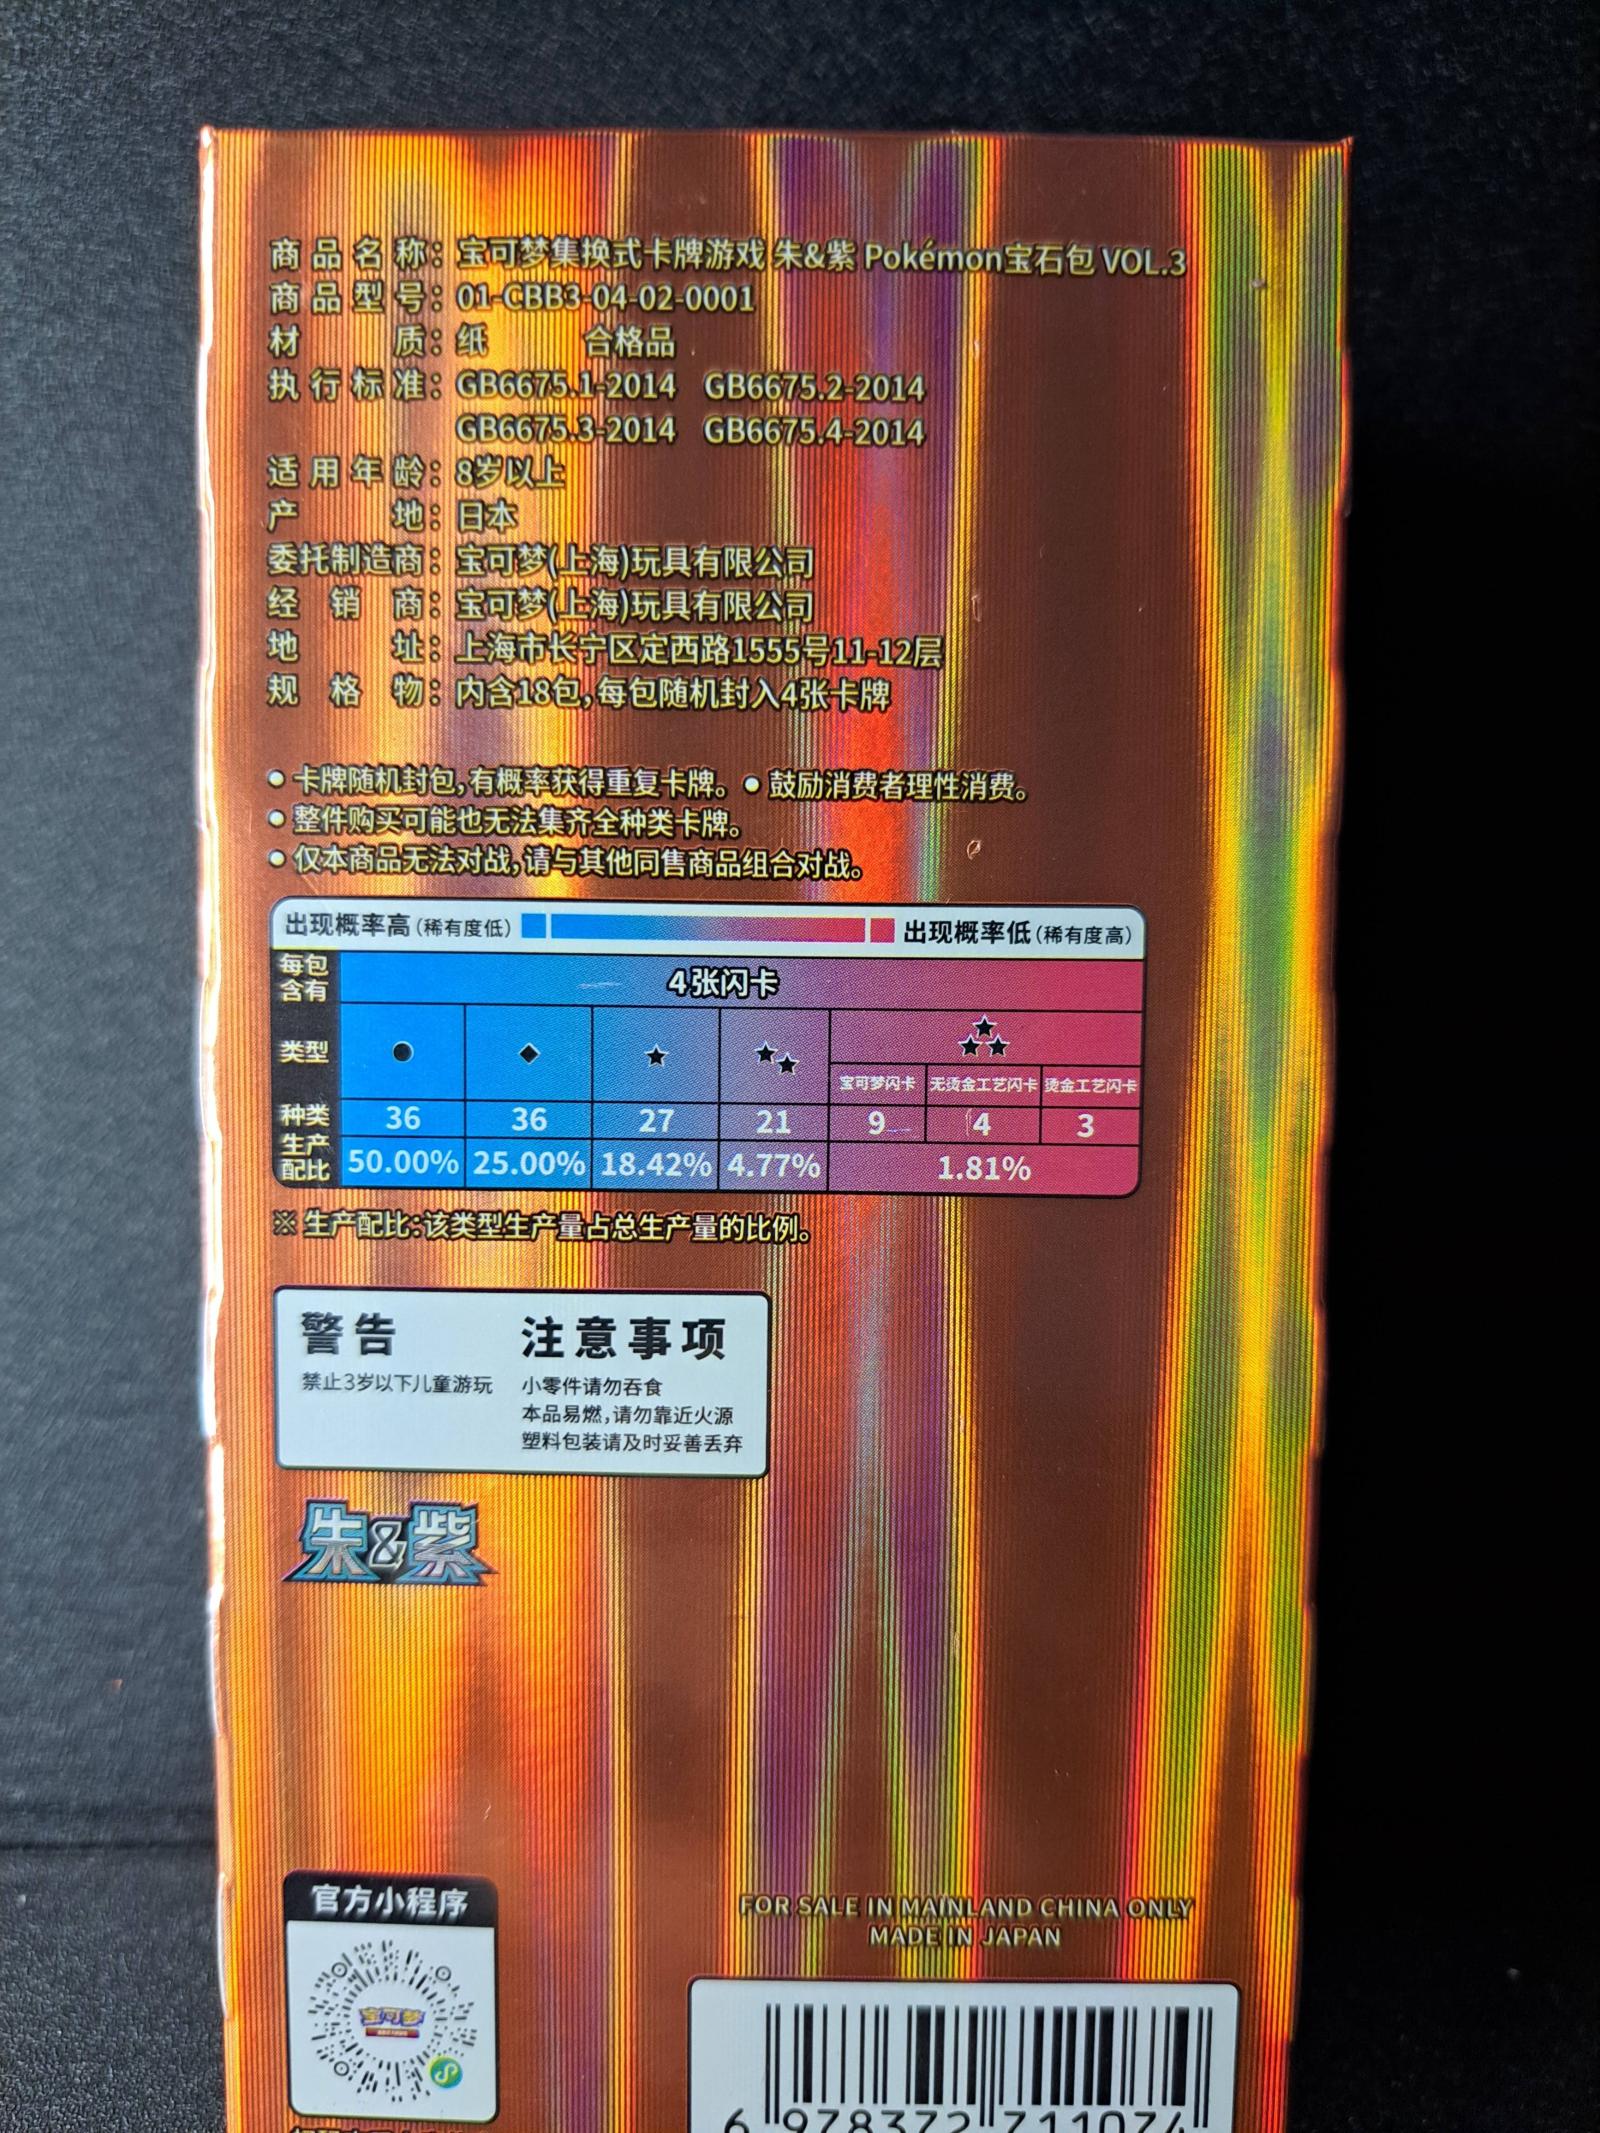 商品名称：宝可梦集换式卡牌游戏 朱&紫 Pokémon宝石包 VOL.3
商品型号：01-CBB3-04-02-0001
材质：纸 合格品
执行标准：GB6675.1-2014 GB6675.2-2014
GB6675.3-2014 GB6675.4-2014
适用年龄：8岁以上
产地：日本
委托制造商：宝可梦(上海)玩具有限公司
经销商：宝可梦(上海)玩具有限公司
地址：上海市长宁区定西路1555号11-12层
规格物：内含18包，每包随机封入4张卡牌
● 卡牌随机封包，有概率获得重复卡牌。 ● 鼓励消费者理性消费。
● 整件购买可能也无法集齐全种类卡牌。
● 仅本商品无法对战，请与其他同售商品组合对战。
出现概率高（稀有度低） 出现概率低（稀有度高）
每包含有 4张闪卡
类型 ● ◆ ★ ★★ ★★★
宝可梦闪卡 无烫金工艺闪卡 烫金工艺闪卡
种类 36 36 27 21 9 4 3
生产配比 50.00% 25.00% 18.42% 4.77% 1.81%
※ 生产配比：该类型生产量占总生产量的比例。
警告 注意事项
禁止3岁以下儿童游玩 小零件请勿吞食
本品易燃，请勿靠近火源
塑料包装请及时妥善丢弃
朱&紫
官方小程序
宝可梦
FOR SALE IN MAINLAND CHINA ONLY
MADE IN JAPAN
6 978372 711074